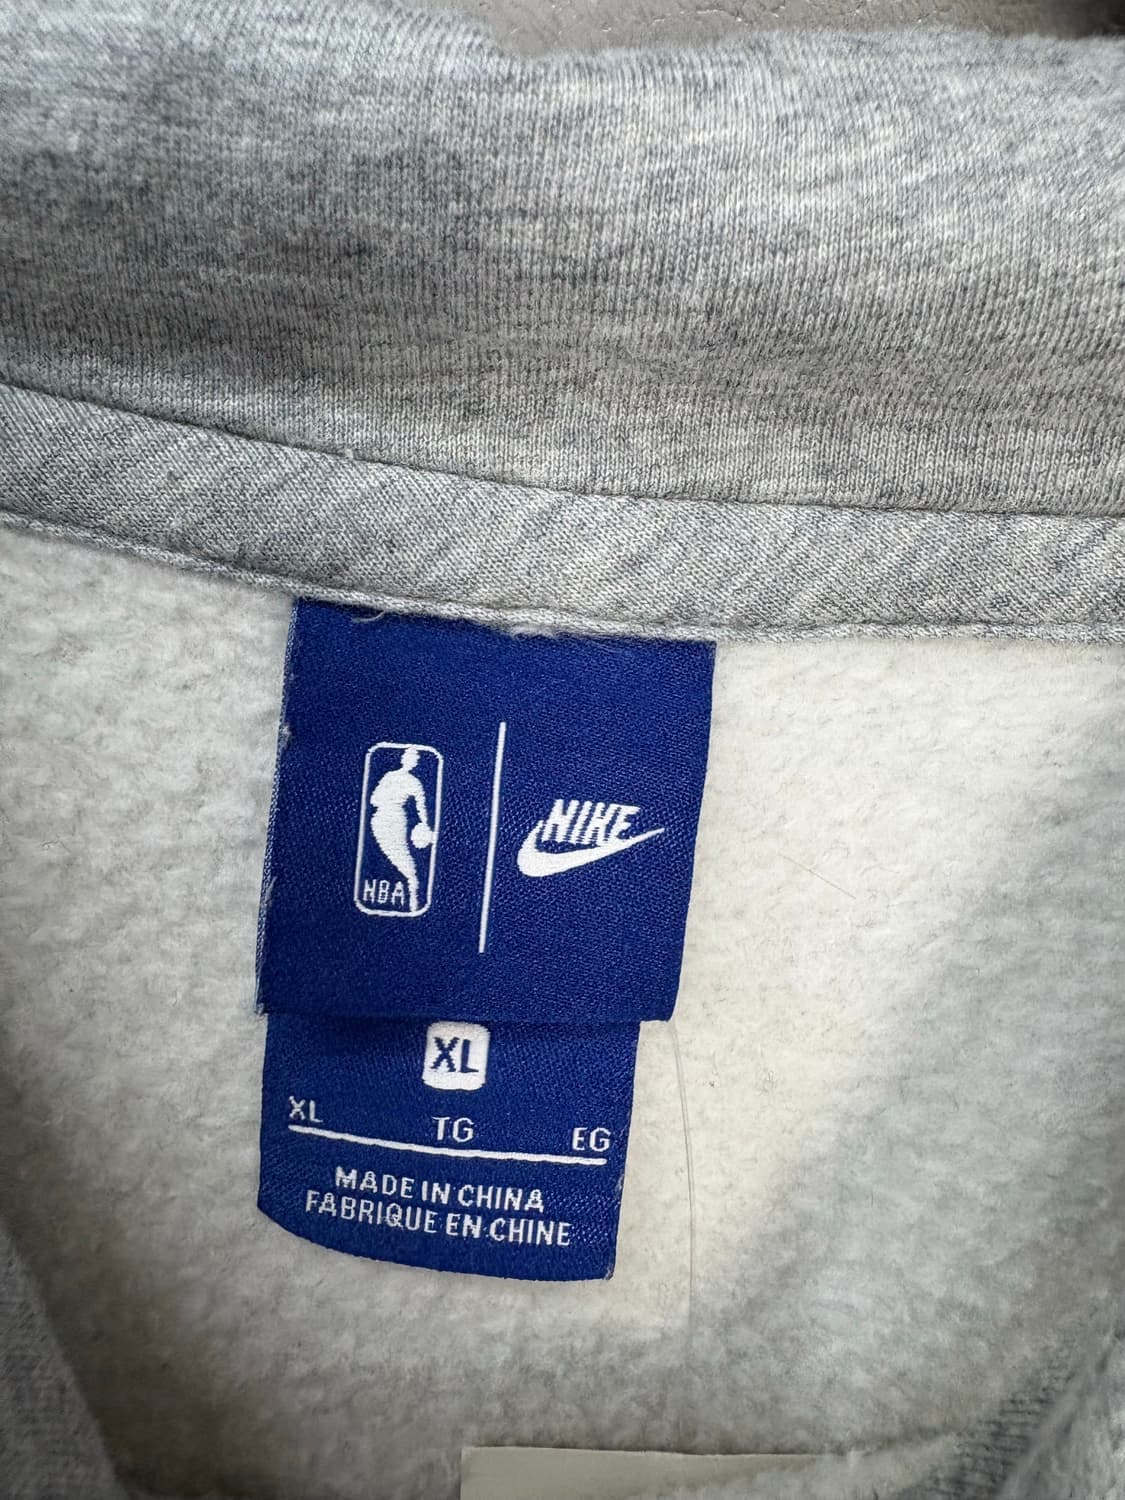 NBA
NIKE
XL
XL TG EG
MADE IN CHINA
FABRIQUE EN CHINE